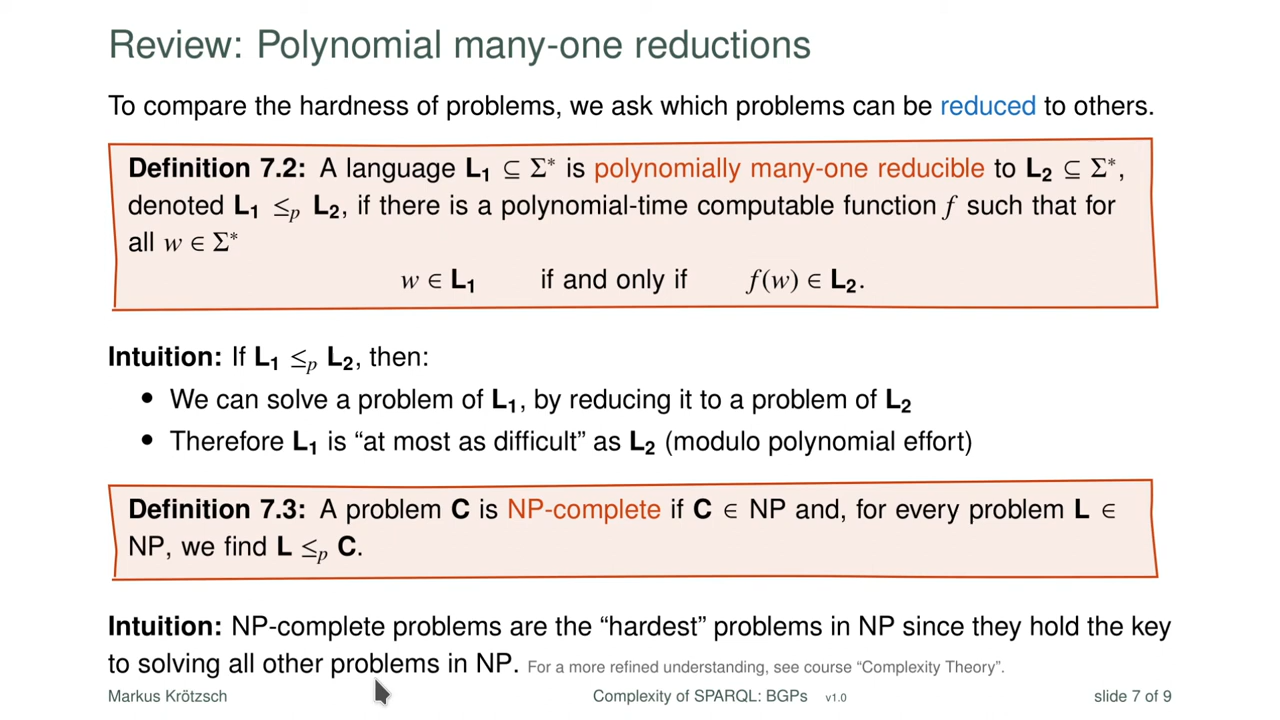 Review: Polynomial many-one reductions
To compare the hardness of problems, we ask which problems can be reduced to others.
Definition 7.2: A language L₁ ⊆ Σ* is polynomially many-one reducible to L₂ ⊆ Σ*,
denoted L₁ ≤ₚ L₂, if there is a polynomial-time computable function f such that for
all w ∈ Σ*
w ∈ L₁ if and only if f(w) ∈ L₂.
Intuition: If L₁ ≤ₚ L₂, then:
• We can solve a problem of L₁, by reducing it to a problem of L₂
• Therefore L₁ is “at most as difficult” as L₂ (modulo polynomial effort)
Definition 7.3: A problem C is NP-complete if C ∈ NP and, for every problem L ∈
NP, we find L ≤ₚ C.
Intuition: NP-complete problems are the “hardest” problems in NP since they hold the key
to solving all other problems in NP. For a more refined understanding, see course “Complexity Theory”.
Markus Krötzsch Complexity of SPARQL: BGPs v1.0 slide 7 of 9